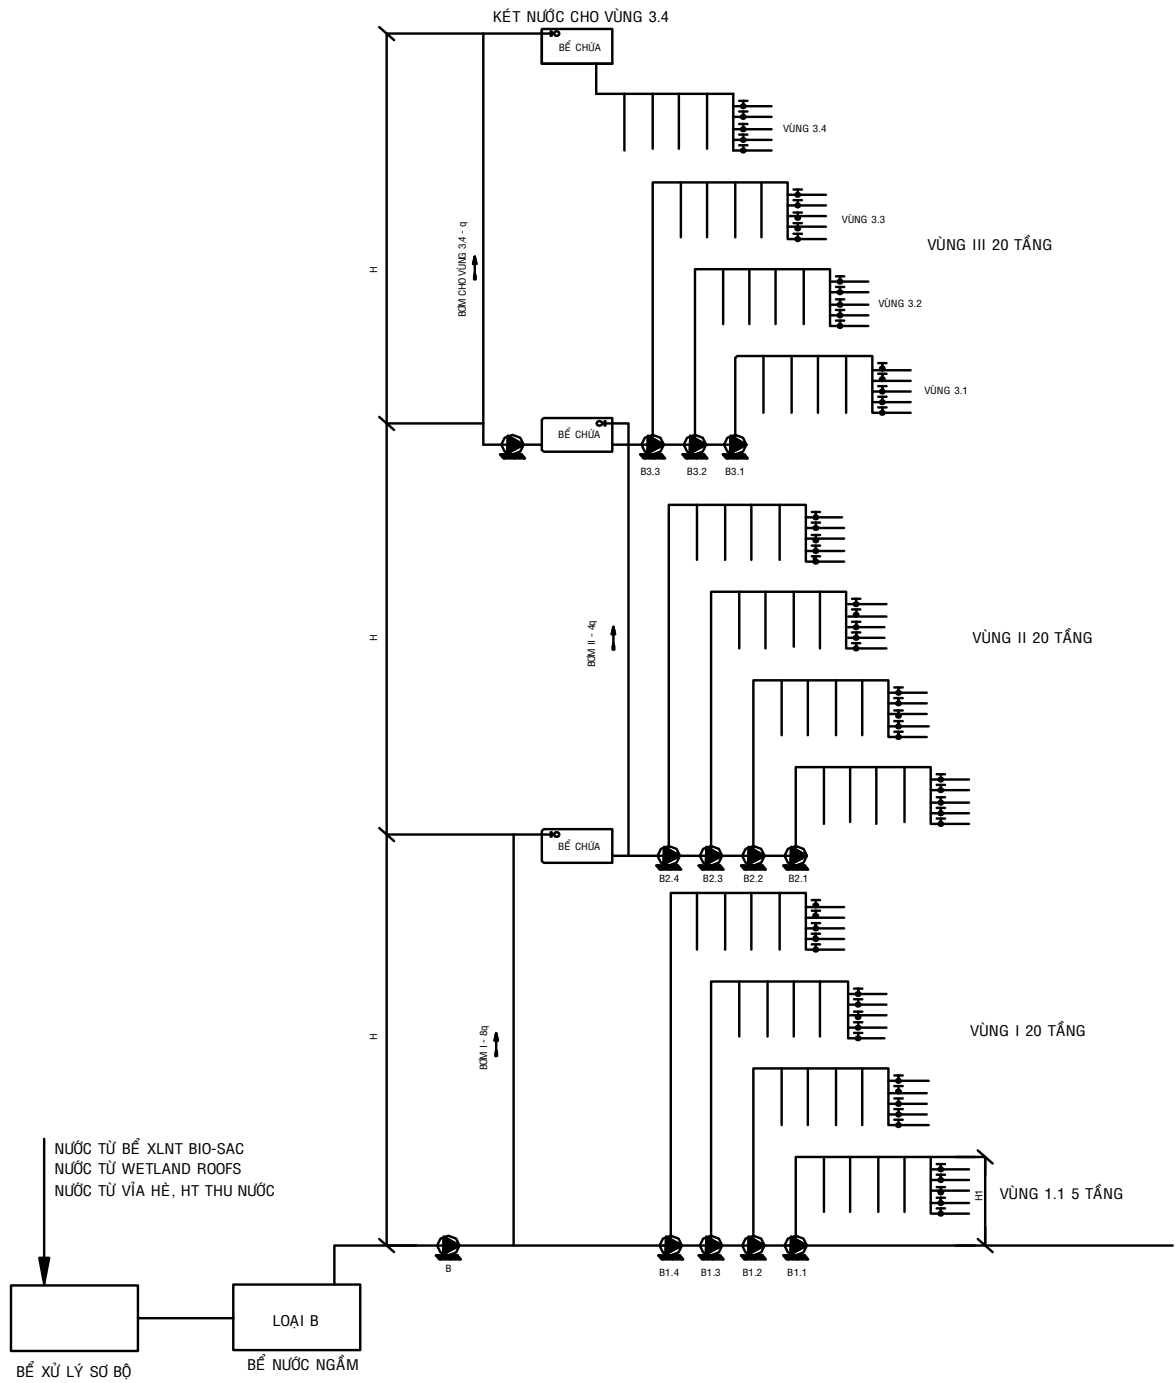 KÉT NƯỚC CHO VÙNG 3.4
BỂ CHỨA
VÙNG 3.4
VÙNG 3.3
VÙNG III 20 TẦNG
BƠM CHO VÙNG 3.4 - q
H
VÙNG 3.2
VÙNG 3.1
BỂ CHỨA
B3.3
B3.2
B3.1
H
BƠM II - 4q
VÙNG II 20 TẦNG
BỂ CHỨA
B2.4
B2.3
B2.2
B2.1
H
BƠM I - 8q
VÙNG I 20 TẦNG
NƯỚC TỪ BỂ XLNT BIO-SAC
NƯỚC TỪ WETLAND ROOFS
NƯỚC TỪ VỈA HÈ, HT THU NƯỚC
H1
VÙNG 1.1 5 TẦNG
B
B1.4
B1.3
B1.2
B1.1
LOẠI B
BỂ XỬ LÝ SƠ BỘ
BỂ NƯỚC NGẦM